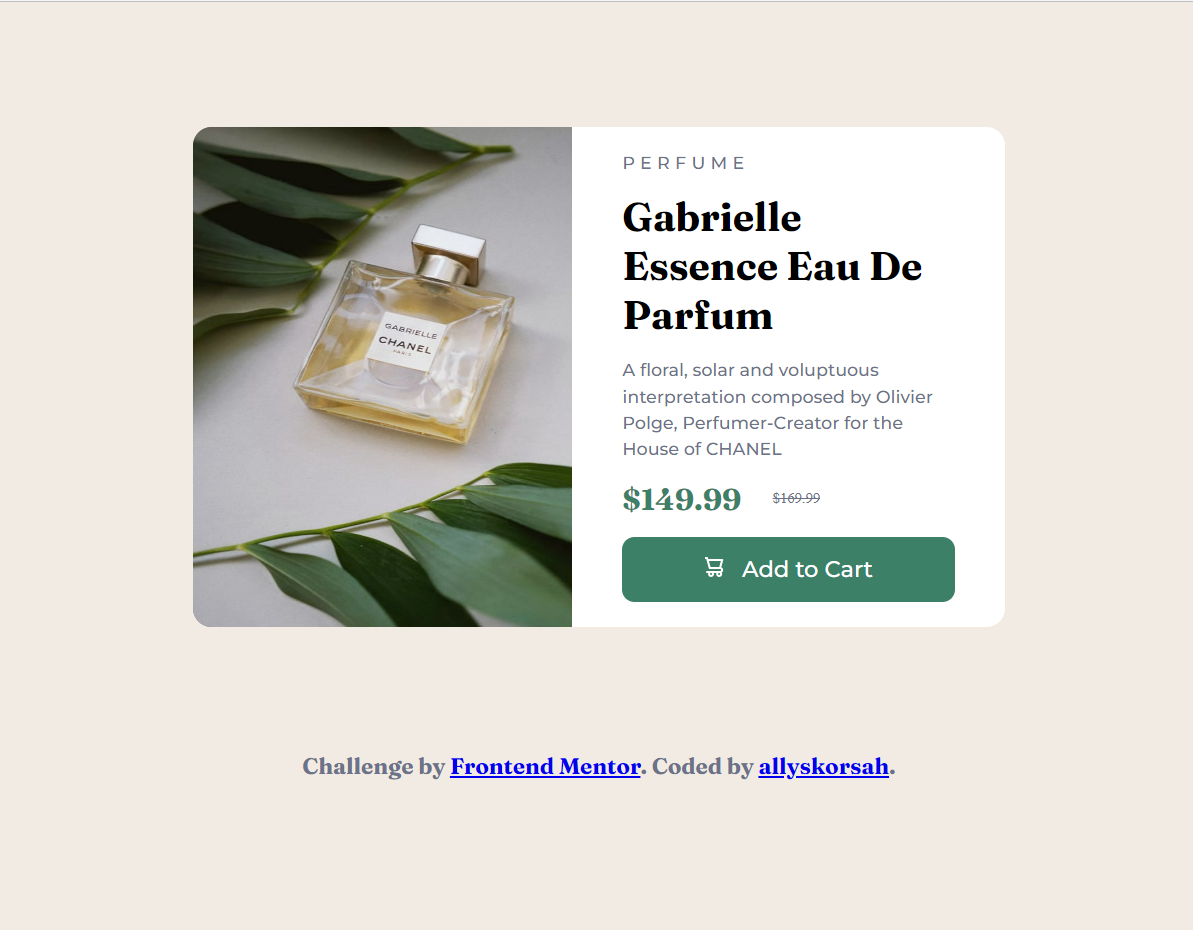 GABRIELLE
CHANEL
PARIS
PERFUME
Gabrielle
Essence Eau De
Parfum
A floral, solar and voluptuous
interpretation composed by Olivier
Polge, Perfumer-Creator for the
House of CHANEL
$149.99 $169.99
Add to Cart
Challenge by Frontend Mentor. Coded by allyskorsah.